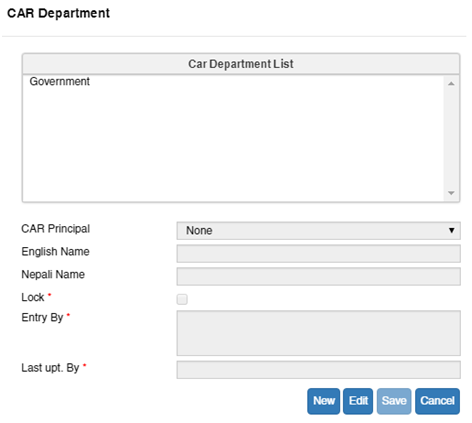 CAR Department
Car Department List
Government
CAR Principal None
English Name
Nepali Name
Lock *
Entry By *
Last upt. By *
New Edit Save Cancel